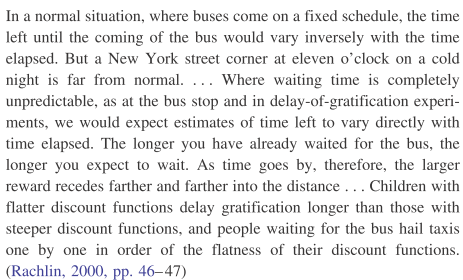 In a normal situation, where buses come on a fixed schedule, the time
left until the coming of the bus would vary inversely with the time
elapsed. But a New York street corner at eleven o’clock on a cold
night is far from normal. . . . Where waiting time is completely
unpredictable, as at the bus stop and in delay-of-gratification experi-
ments, we would expect estimates of time left to vary directly with
time elapsed. The longer you have already waited for the bus, the
longer you expect to wait. As time goes by, therefore, the larger
reward recedes farther and farther into the distance . . . Children with
flatter discount functions delay gratification longer than those with
steeper discount functions, and people waiting for the bus hail taxis
one by one in order of the flatness of their discount functions.
(Rachlin, 2000, pp. 46–47)